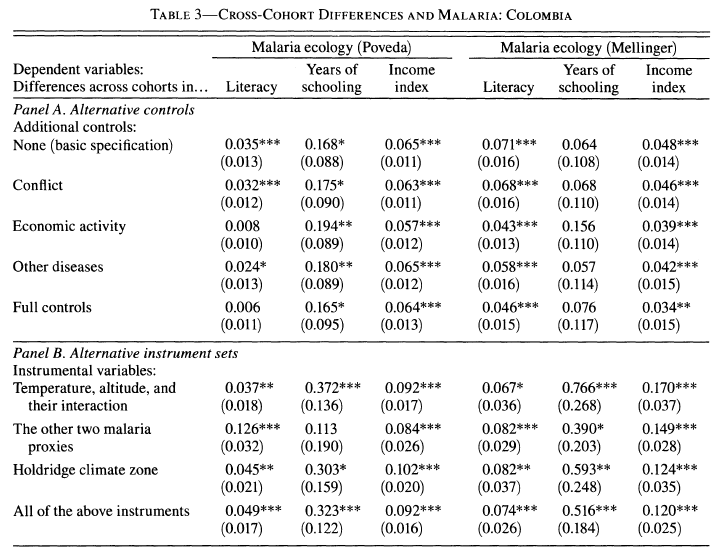 TABLE 3—CROSS-COHORT DIFFERENCES AND MALARIA: COLOMBIA
Malaria ecology (Poveda) Malaria ecology (Mellinger)
Dependent variables: Years of Income Years of Income
Differences across cohorts in… Literacy schooling index Literacy schooling index
Panel A. Alternative controls
Additional controls:
None (basic specification) 0.035*** 0.168* 0.065*** 0.071*** 0.064 0.048***
(0.013) (0.088) (0.011) (0.016) (0.108) (0.014)
Conflict 0.032*** 0.175* 0.063*** 0.068*** 0.068 0.046***
(0.012) (0.090) (0.011) (0.016) (0.110) (0.014)
Economic activity 0.008 0.194** 0.057*** 0.043*** 0.156 0.039***
(0.010) (0.089) (0.012) (0.013) (0.110) (0.014)
Other diseases 0.024* 0.180** 0.065*** 0.058*** 0.057 0.042***
(0.013) (0.089) (0.012) (0.016) (0.114) (0.015)
Full controls 0.006 0.165* 0.064*** 0.046*** 0.076 0.034**
(0.011) (0.095) (0.013) (0.015) (0.117) (0.015)
Panel B. Alternative instrument sets
Instrumental variables:
Temperature, altitude, and 0.037** 0.372*** 0.092*** 0.067* 0.766*** 0.170***
their interaction (0.018) (0.136) (0.017) (0.036) (0.268) (0.037)
The other two malaria 0.126*** 0.113 0.084*** 0.082*** 0.390* 0.149***
proxies (0.032) (0.190) (0.026) (0.029) (0.203) (0.028)
Holdridge climate zone 0.045** 0.303* 0.102*** 0.082** 0.593** 0.124***
(0.021) (0.159) (0.020) (0.037) (0.248) (0.035)
All of the above instruments 0.049*** 0.323*** 0.092*** 0.074*** 0.516*** 0.120***
(0.017) (0.122) (0.016) (0.026) (0.184) (0.025)